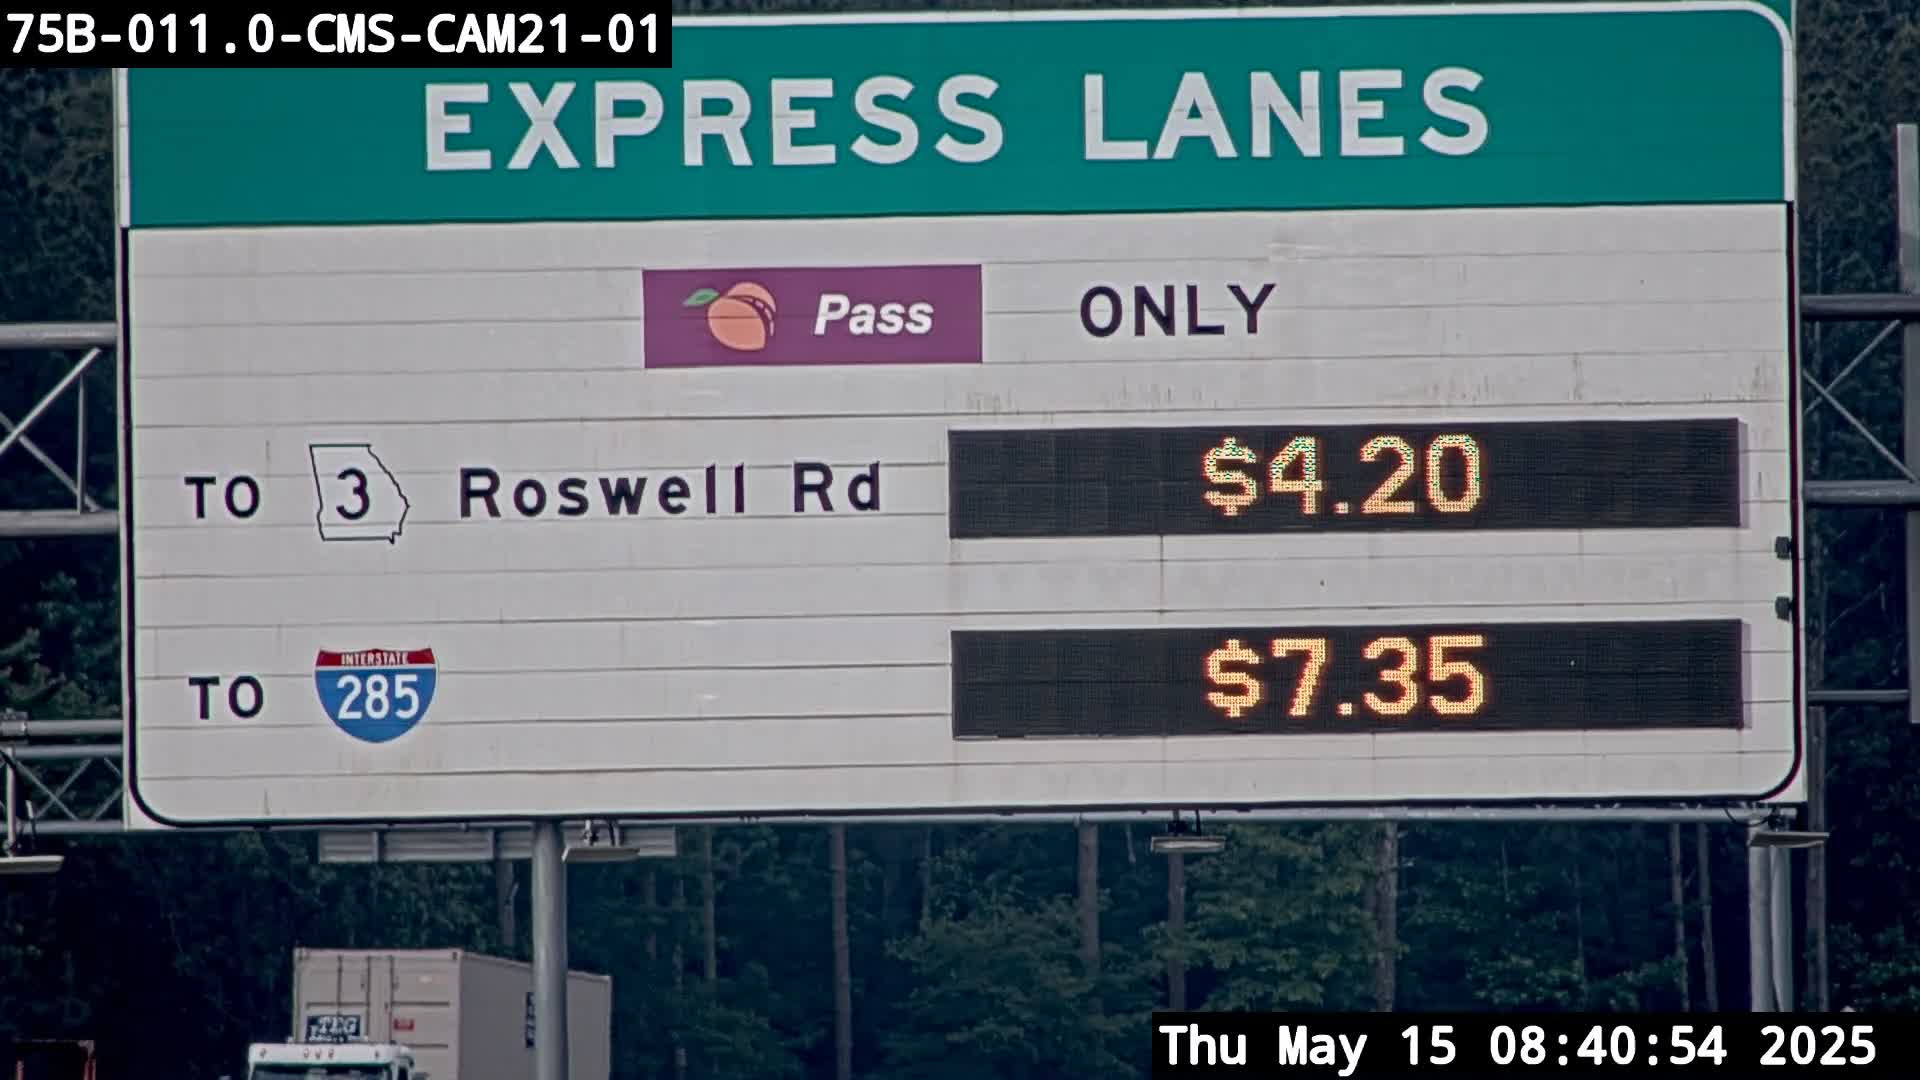 75B-011.0-CMS-CAM21-01
EXPRESS LANES
Pass ONLY
TO 3 Roswell Rd $4.20
INTERSTATE
TO 285 $7.35
TEG
Thu May 15 08:40:54 2025